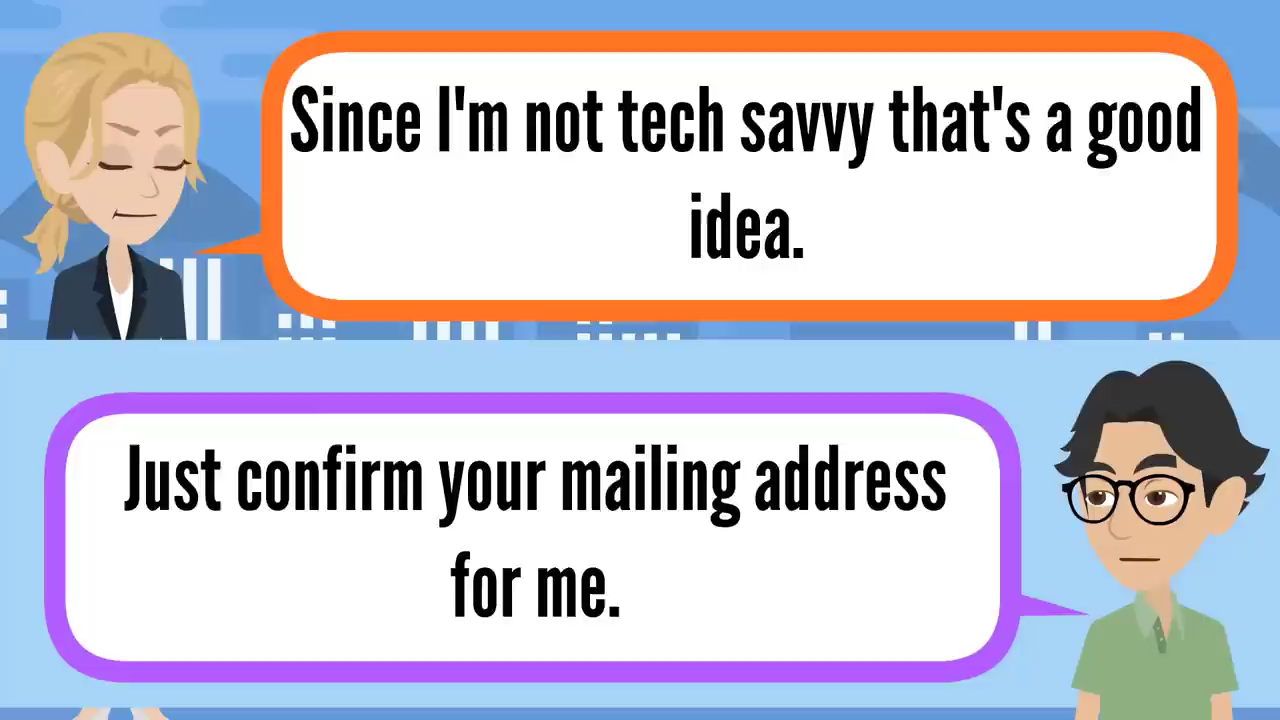 Since I'm not tech savvy that's a good
idea.
Just confirm your mailing address
for me.